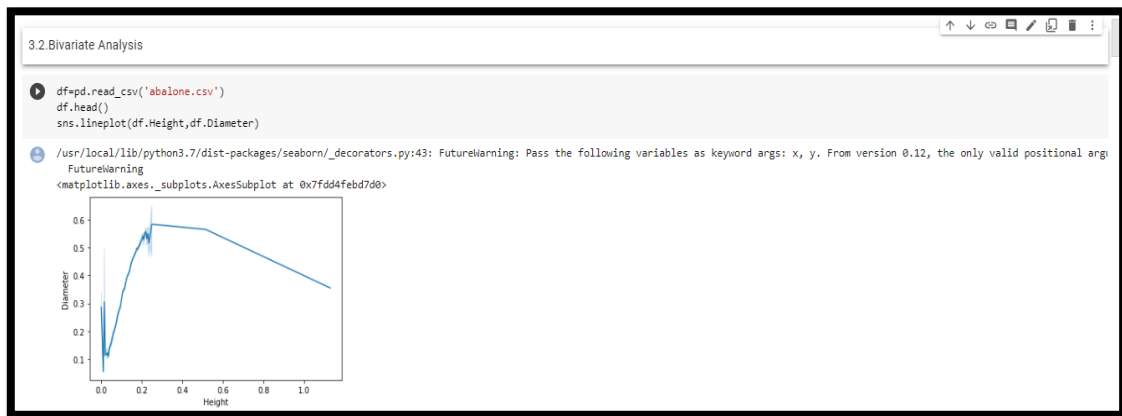 3.2.Bivariate Analysis
df=pd.read_csv('abalone.csv')
df.head()
sns.lineplot(df.Height,df.Diameter)
/usr/local/lib/python3.7/dist-packages/seaborn/_decorators.py:43: FutureWarning: Pass the following variables as keyword args: x, y. From version 0.12, the only valid positional argu
FutureWarning
<matplotlib.axes._subplots.AxesSubplot at 0x7fdd4febd7d0>
0.6
0.5
0.4
0.3
0.2
0.1
Diameter
0.0 0.2 0.4 0.6 0.8 1.0
Height